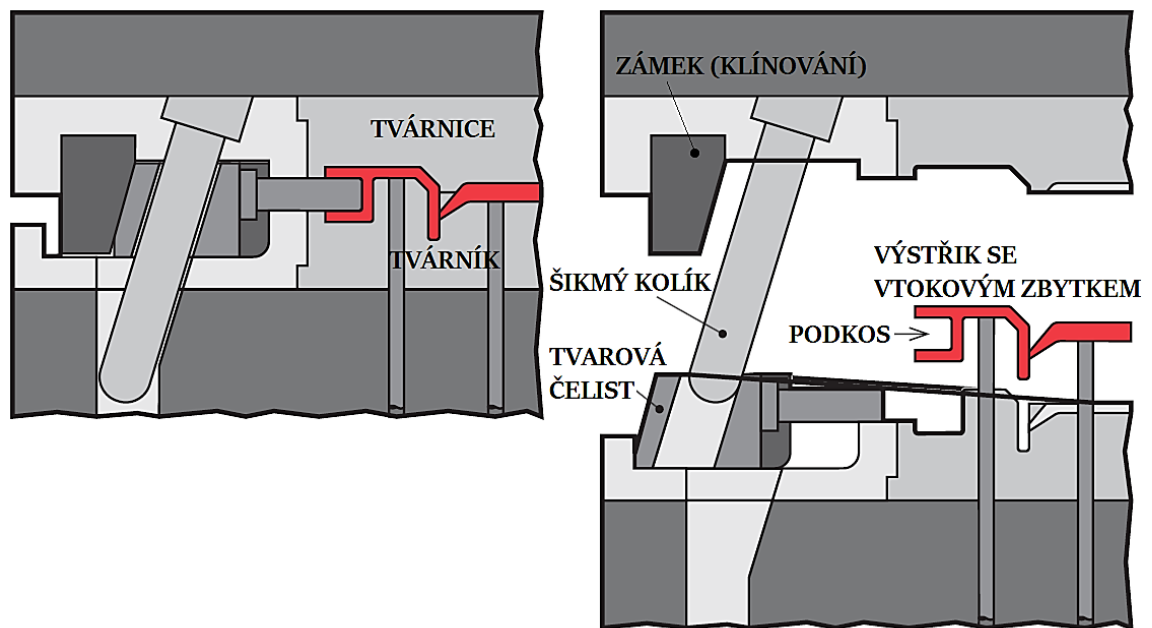 TVÁRNICE
TVÁRNÍK
ZÁMEK (KLÍNOVÁNÍ)
ŠIKMÝ KOLÍK
VÝSTŘIK SE
VTOKOVÝM ZBYTKEM
PODKOS
TVAROVÁ
ČELIST